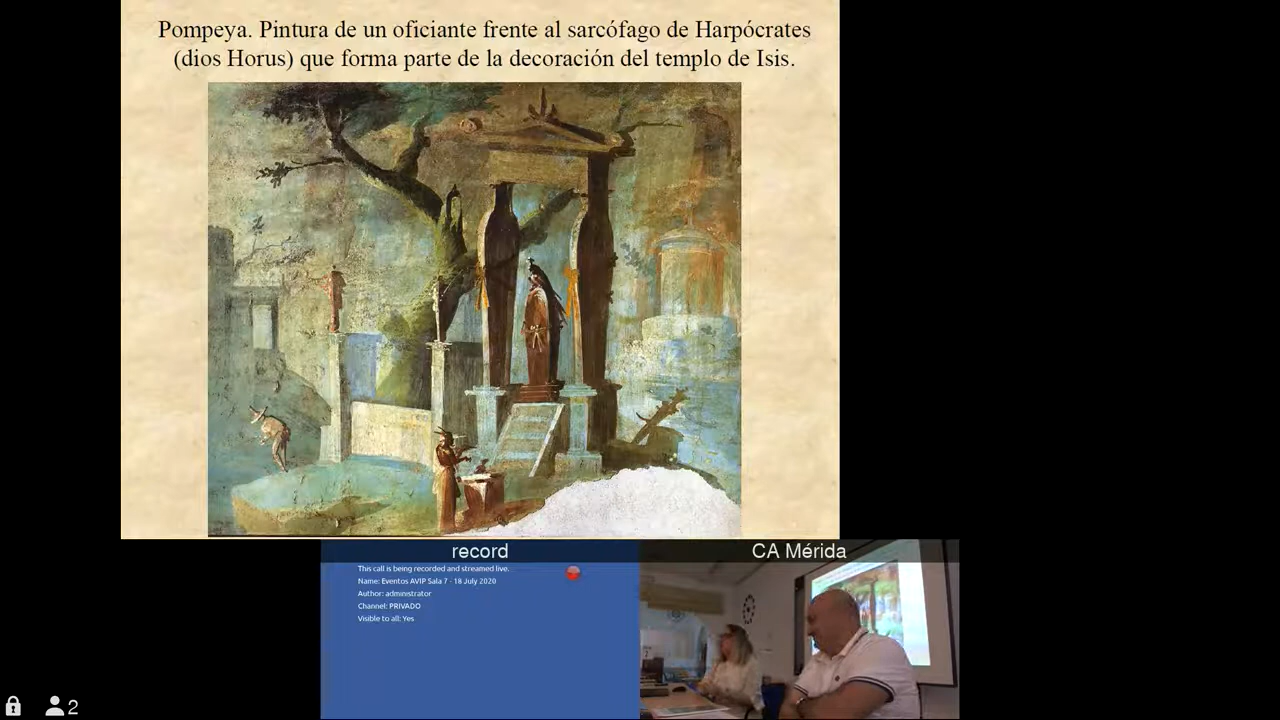 Pompeya. Pintura de un oficiante frente al sarcófago de Harpócrates
(dios Horus) que forma parte de la decoración del templo de Isis.
record
This call is being recorded and streamed live.
Name: Eventos AVIP Sala 7 - 18 July 2020
Author: administrator
Channel: PRIVADO
Visible to all: Yes
CA Mérida
2